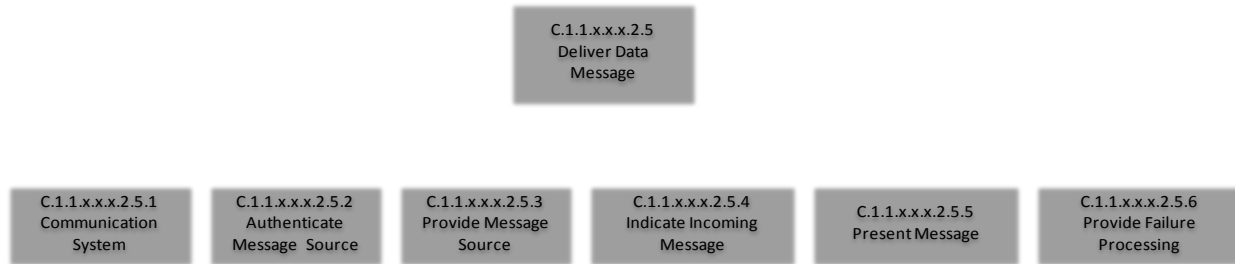 C.1.1.x.x.x.2.5
Deliver Data
Message
C.1.1.x.x.x.2.5.1
Communication
System
C.1.1.x.x.x.2.5.2
Authenticate
Message Source
C.1.1.x.x.x.2.5.3
Provide Message
Source
C.1.1.x.x.x.2.5.4
Indicate Incoming
Message
C.1.1.x.x.x.2.5.5
Present Message
C.1.1.x.x.x.2.5.6
Provide Failure
Processing